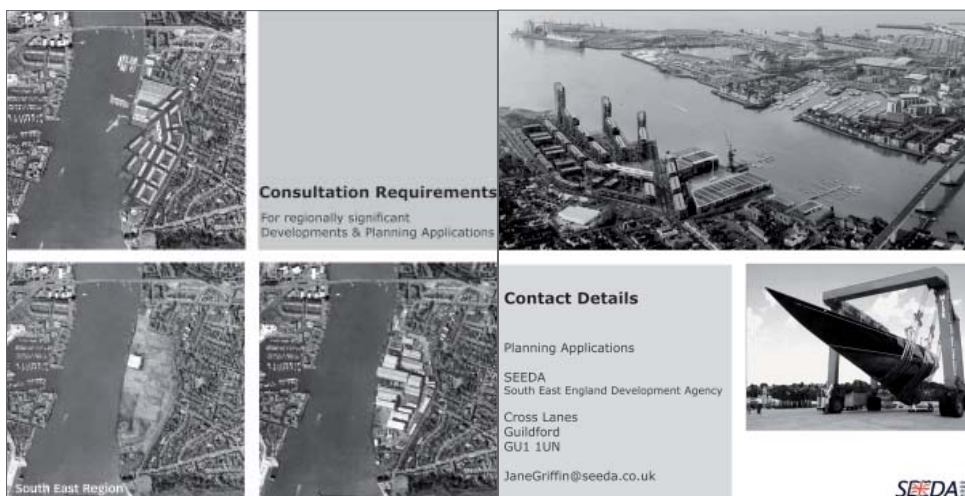 Consultation Requirements
For regionally significant
Developments & Planning Applications
South East Region
Contact Details
Planning Applications
SEEDA
South East England Development Agency
Cross Lanes
Guildford
GU1 1UN
JaneGriffin@seeda.co.uk
SEEDA